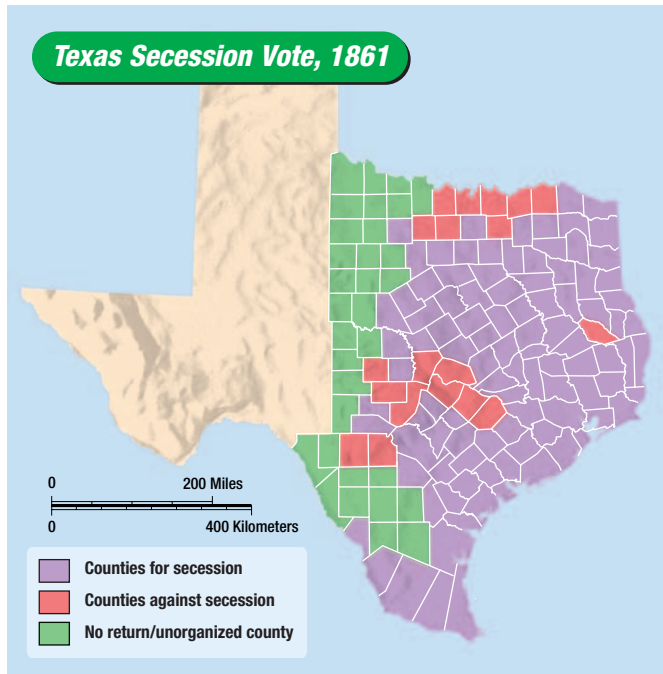 Texas Secession Vote, 1861
0 200 Miles
0 400 Kilometers
Counties for secession
Counties against secession
No return/unorganized county